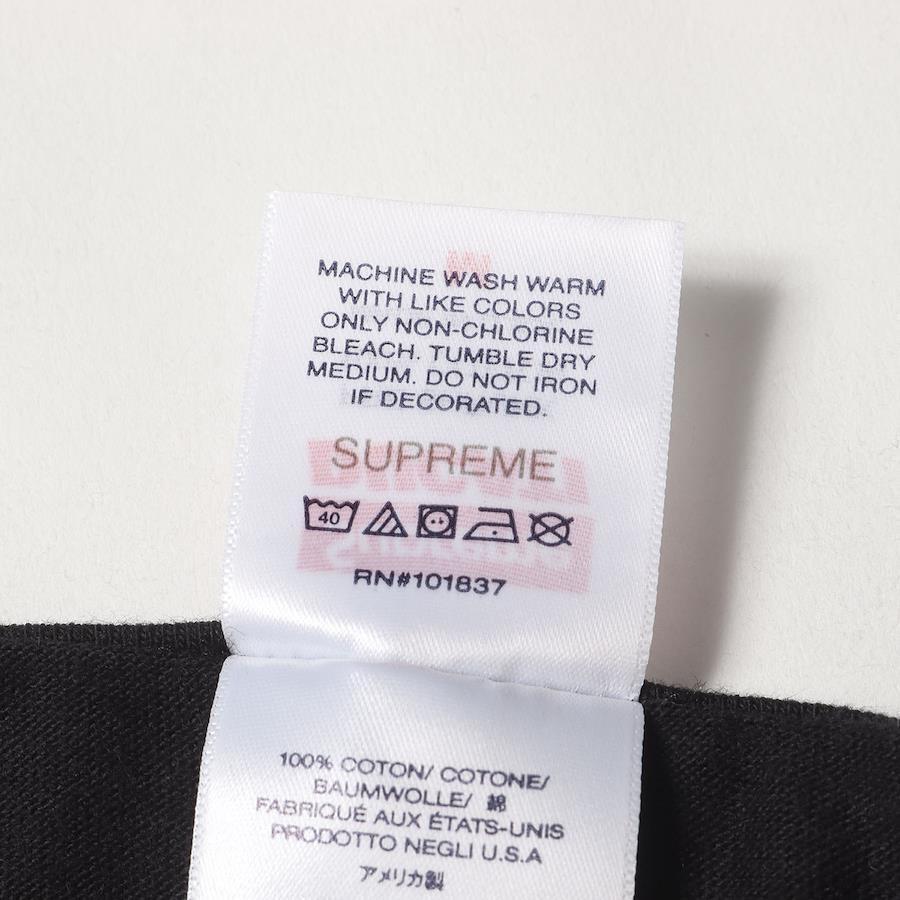 MACHINE WASH WARM
WITH LIKE COLORS
ONLY NON-CHLORINE
BLEACH. TUMBLE DRY
MEDIUM. DO NOT IRON
IF DECORATED.
SUPREME
40
RN#101837
100% COTON/ COTONE/
BAUMWOLLE/ 綿
FABRIQUÉ AUX ÉTATS-UNIS
PRODOTTO NEGLI U.S.A
アメリカ製